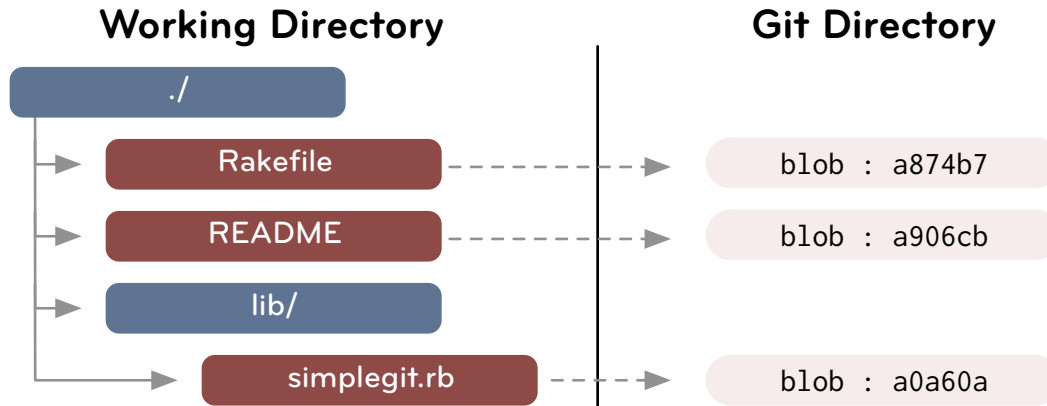 Working Directory
Git Directory
./
Rakefile
blob : a874b7
README
blob : a906cb
lib/
simplegit.rb
blob : a0a60a